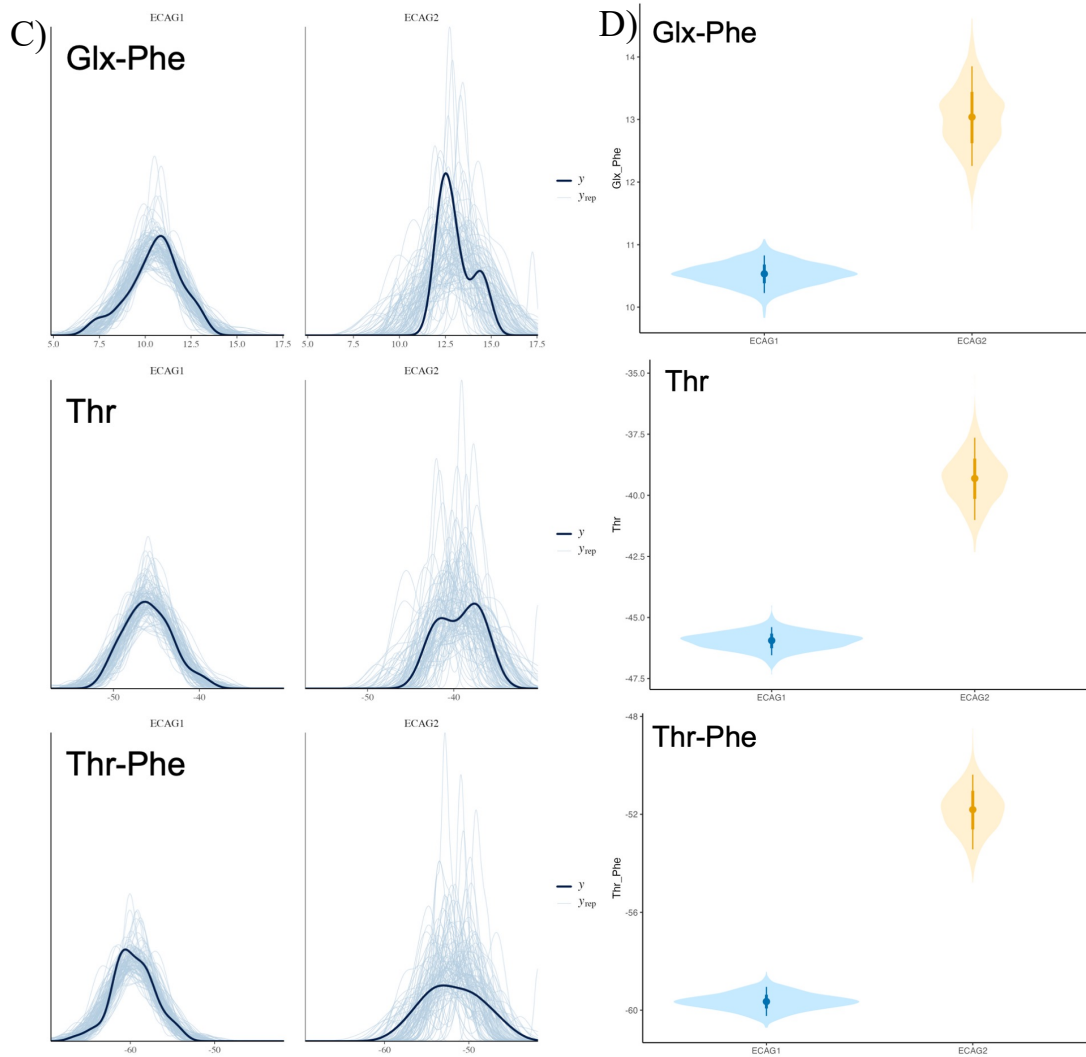 C)
ECAG1
ECAG2
Glx-Phe
y
yrep
5.0 7.5 10.0 12.5 15.0 17.5
5.0 7.5 10.0 12.5 15.0 17.5
ECAG1
ECAG2
Thr
y
yrep
-50 -40
-50 -40
ECAG1
ECAG2
Thr-Phe
y
yrep
-60 -50
-60 -50
D)
Glx-Phe
Glx_Phe
14
13
12
11
10
ECAG1
ECAG2
Thr
Thr
-35.0
-37.5
-40.0
-42.5
-45.0
-47.5
ECAG1
ECAG2
Thr-Phe
Thr_Phe
-48
-52
-56
-60
ECAG1
ECAG2